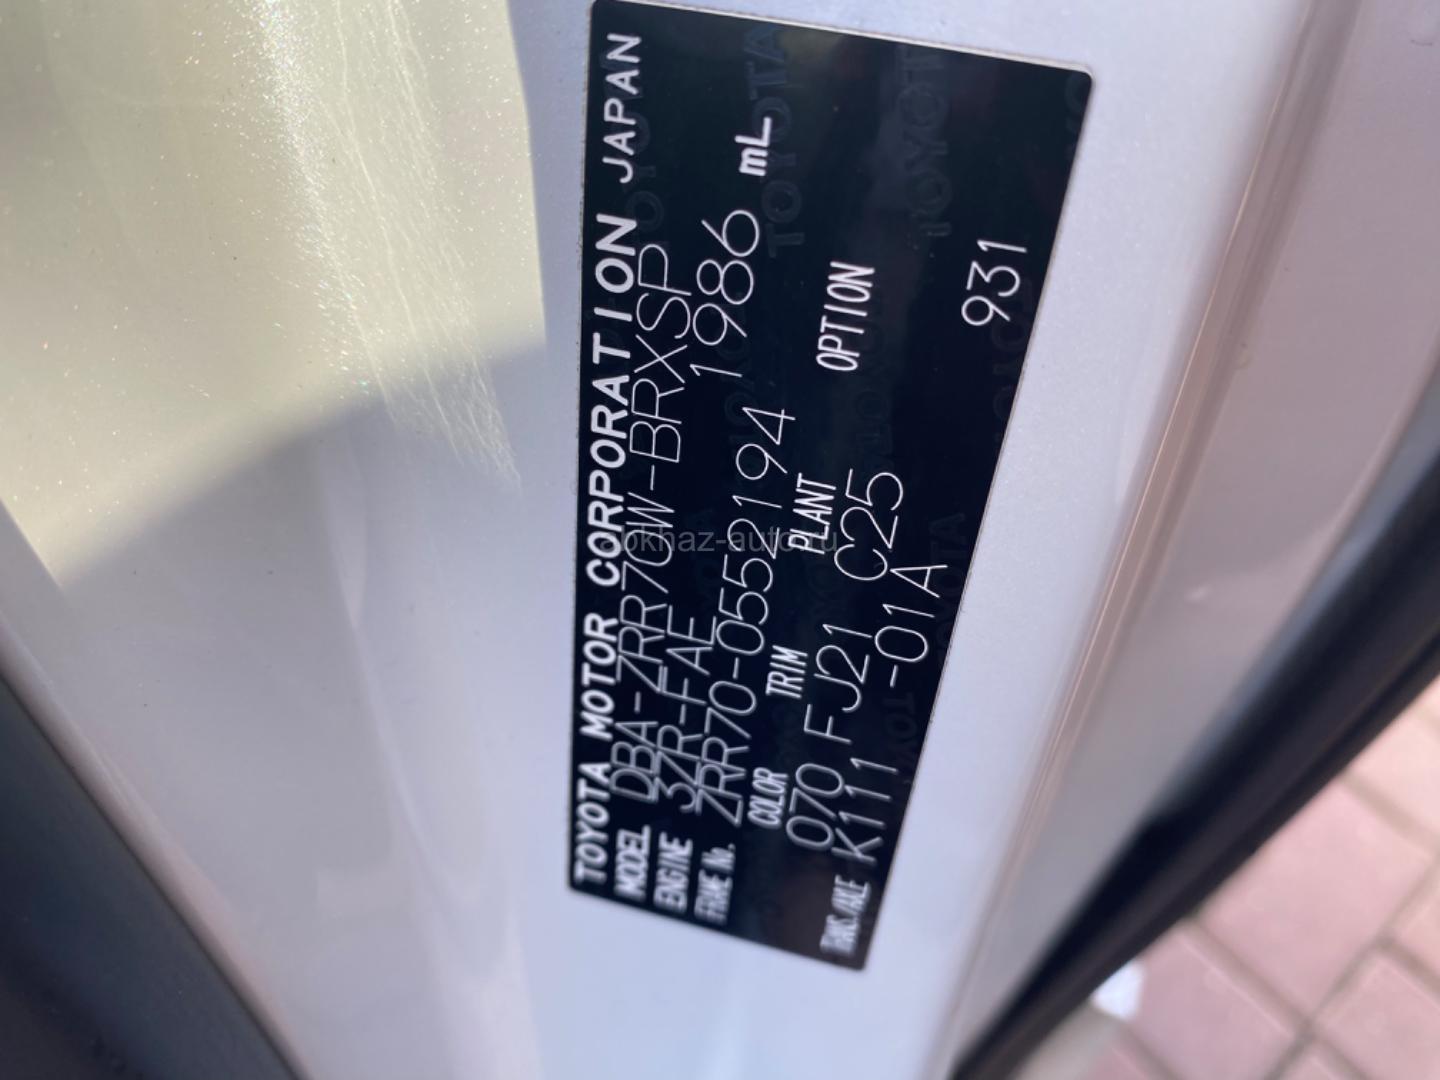 TOYOTA MOTOR CORPORATION JAPAN
MODEL DBA-ZRR70W-BRXSP
ENGINE 3ZR-FAE 1986 mL
FRAME No. ZRR70-0552194
COLOR TRIM PLANT OPTION
070 FJ21 C25
TRANS./AXLE K111 -01A 931
abkhaz-auto.ru